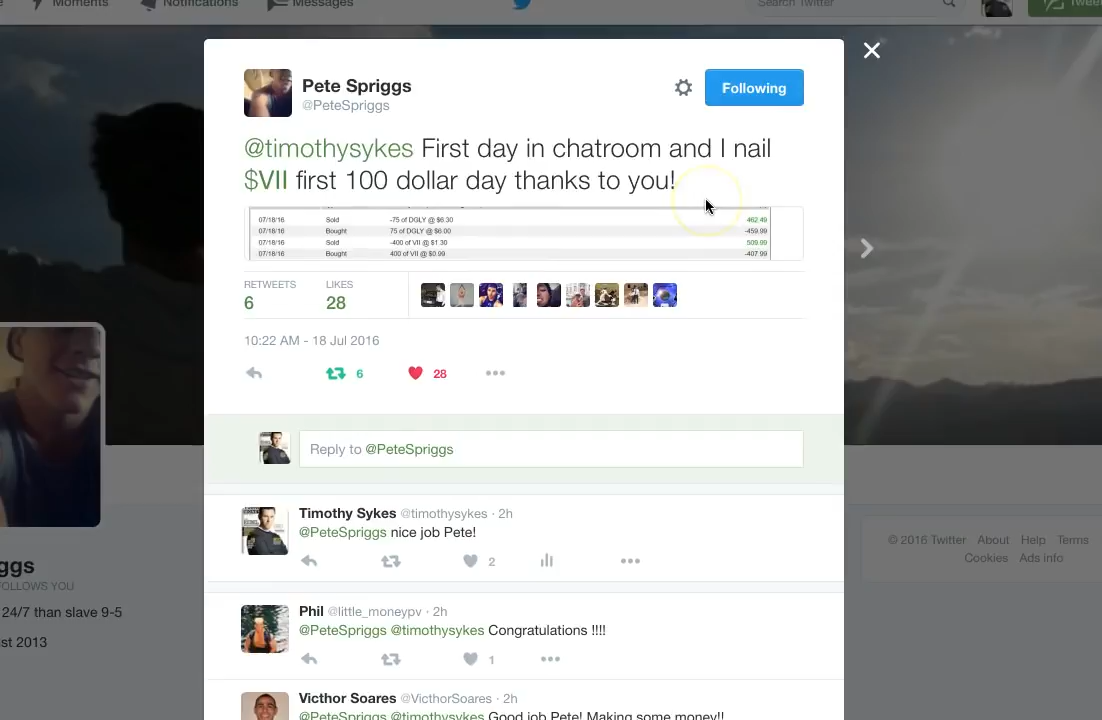 Moments
Notifications
Messages
Search Twitter
Tweet
Pete Spriggs
@PeteSpriggs
Following
@timothysykes First day in chatroom and I nail
$VII first 100 dollar day thanks to you!
07/18/16 Sold -75 of DGLY @ $6.30 462.49
07/18/16 Bought 75 of DGLY @ $6.00 -459.99
07/18/16 Sold -400 of VII @ $1.30 509.99
07/18/16 Bought 400 of VII @ $0.99 -407.99
RETWEETS LIKES
6 28
10:22 AM - 18 Jul 2016
6 28
Reply to @PeteSpriggs
Timothy Sykes @timothysykes · 2h
@PeteSpriggs nice job Pete!
2
Phil @little_moneypv · 2h
@PeteSpriggs @timothysykes Congratulations !!!!
1
Victhor Soares @VicthorSoares · 2h
@PeteSpriggs @timothysykes Good job Pete! Making some money!!
ggs
FOLLOWS YOU
24/7 than slave 9-5
st 2013
© 2016 Twitter About Help Terms
Cookies Ads info